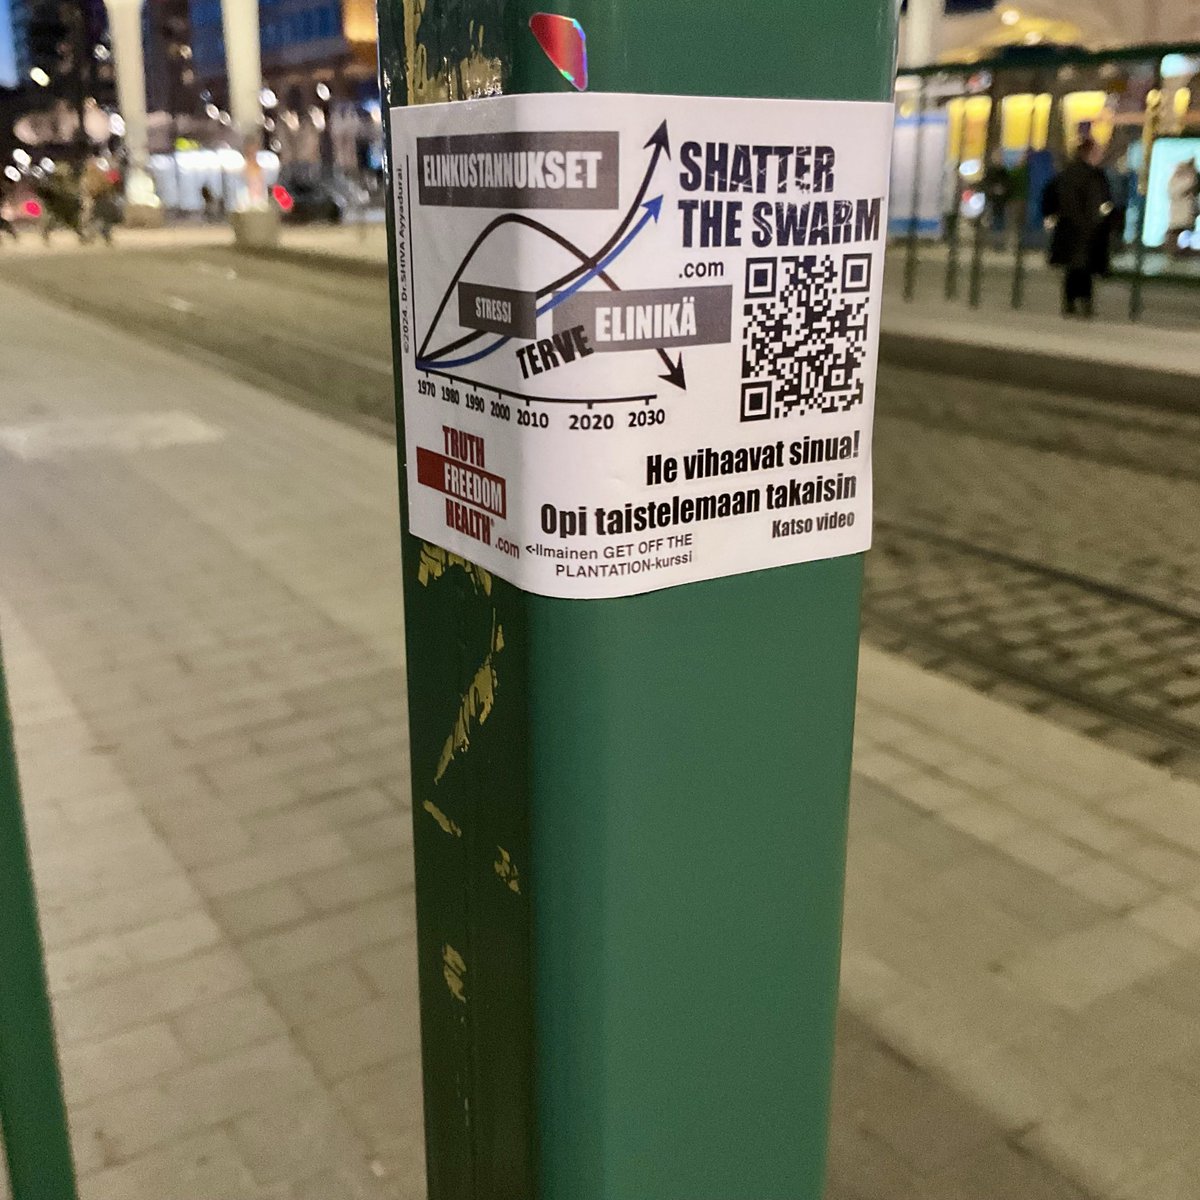 ©2024. Dr.SHIVA Ayyadurai.
ELINKUSTANNUKSET
SHATTER
THE SWARM
.com
STRESSI
TERVE ELINIKÄ
1970 1980 1990 2000 2010 2020 2030
TRUTH
FREEDOM
HEALTH®
.com
He vihaavat sinua!
Opi taistelemaan takaisin
Katso video
<-Ilmainen GET OFF THE
PLANTATION-kurssi